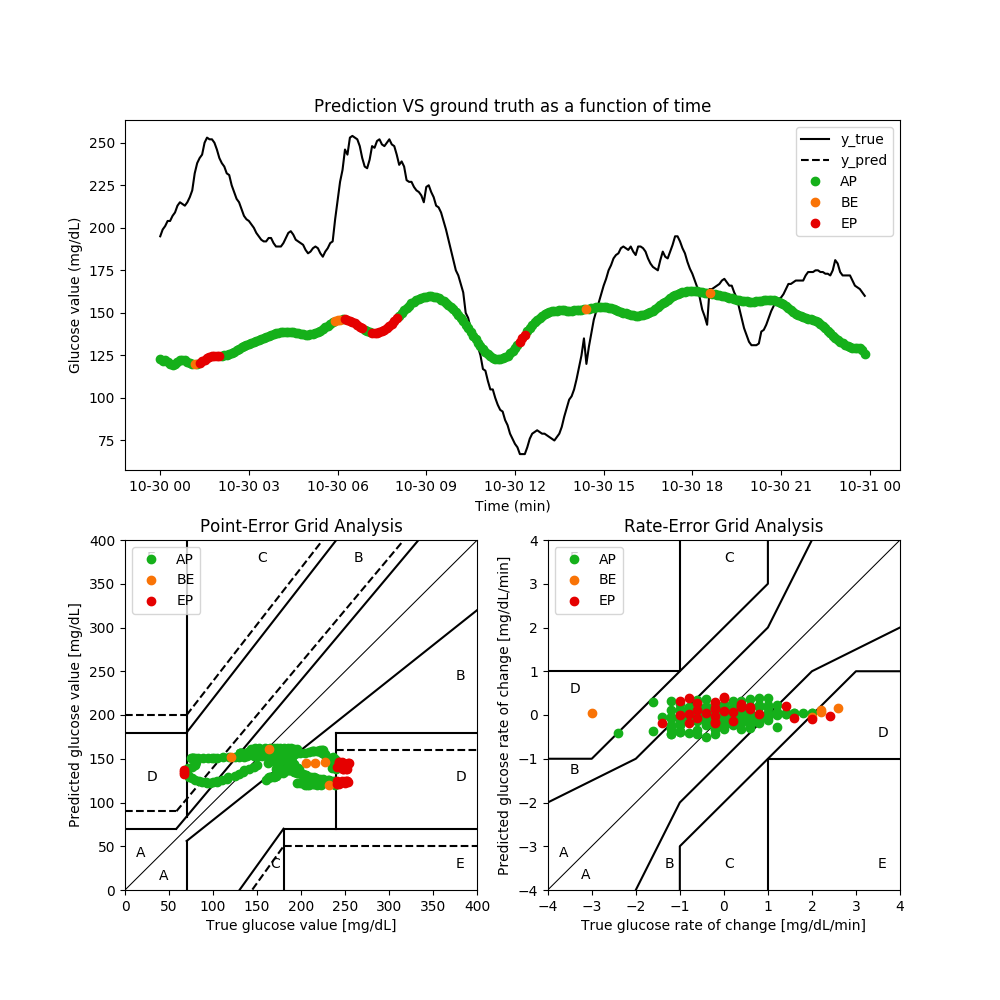 Prediction VS ground truth as a function of time
Glucose value (mg/dL)
250
225
200
175
150
125
100
75
y_true
y_pred
AP
BE
EP
10-30 00 10-30 03 10-30 06 10-30 09 10-30 12 10-30 15 10-30 18 10-30 21 10-31 00
Time (min)
Point-Error Grid Analysis
Predicted glucose value [mg/dL]
400
350
300
250
200
150
100
50
0
AP
BE
EP
C
B
B
D
D
A
A
C
E
0 50 100 150 200 250 300 350 400
True glucose value [mg/dL]
Rate-Error Grid Analysis
Predicted glucose rate of change [mg/dL/min]
4
3
2
1
0
−1
−2
−3
−4
AP
BE
EP
C
D
D
B
A
A
B
C
E
−4 −3 −2 −1 0 1 2 3 4
True glucose rate of change [mg/dL/min]